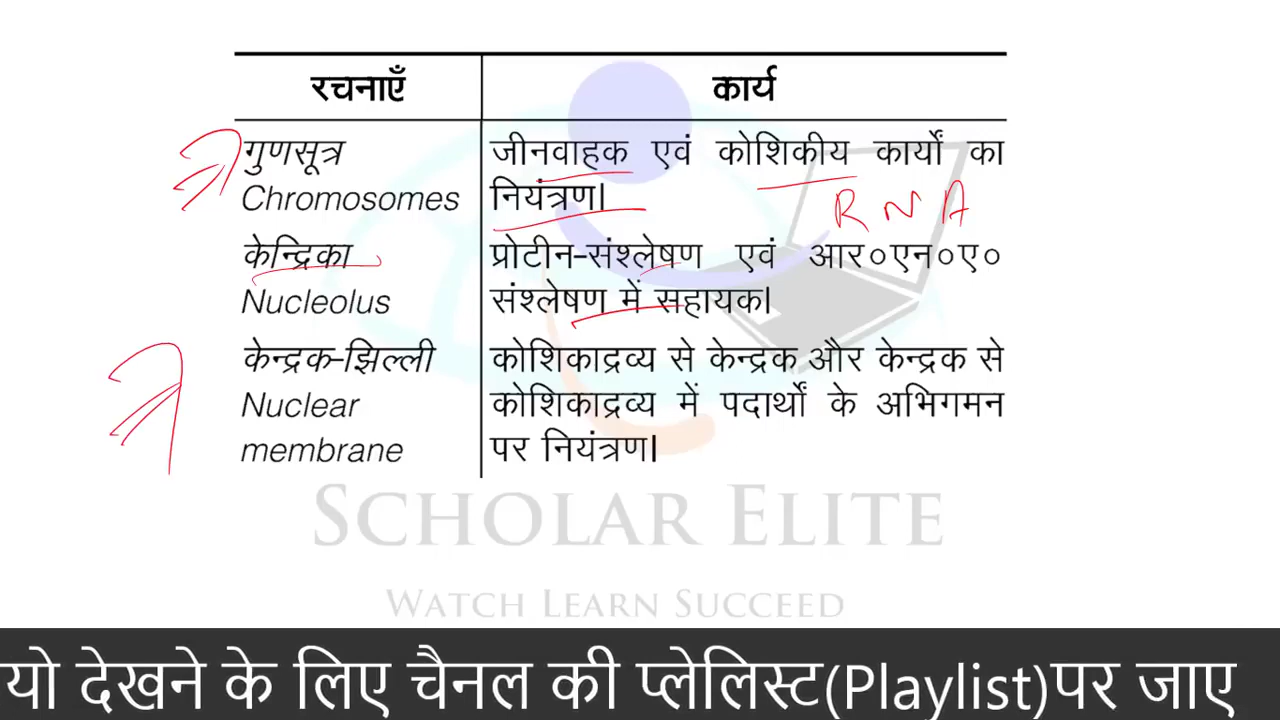 रचनाएँ कार्य
गुणसूत्र जीनवाहक एवं कोशिकीय कार्यों का
Chromosomes नियंत्रण।
RNA
केन्द्रिका प्रोटीन-संश्लेषण एवं आर०एन०ए०
Nucleolus संश्लेषण में सहायक।
केन्द्रक-झिल्ली कोशिकाद्रव्य से केन्द्रक और केन्द्रक से
Nuclear कोशिकाद्रव्य में पदार्थों के अभिगमन
membrane पर नियंत्रण।
SCHOLAR ELITE
WATCH LEARN SUCCEED
यो देखने के लिए चैनल की प्लेलिस्ट(Playlist)पर जाए